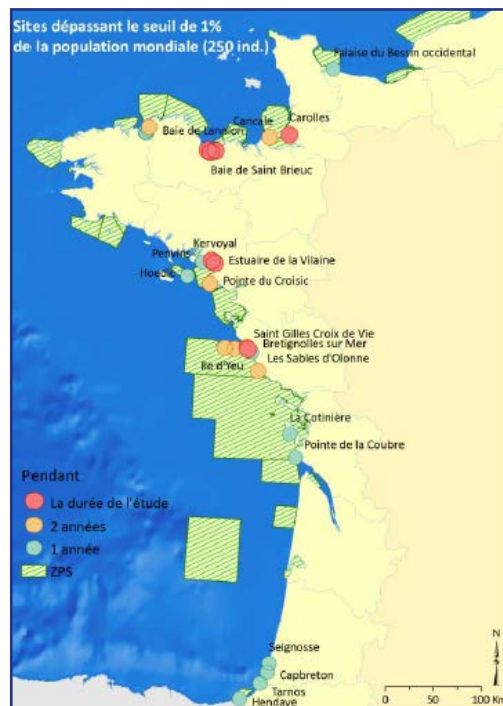 Sites dépassant le seuil de 1%
de la population mondiale (250 ind.)
Falaise du Bessin occidental
Cancale
Carolles
Baie de Lannion
Baie de Saint Brieuc
Kervoyal
Penvins
Estuaire de la Vilaine
Hoedic
Pointe du Croisic
Saint Gilles Croix de Vie
Bretignolles sur Mer
Ile d'Yeu
Les Sables d'Olonne
La Cotinière
Pointe de la Coubre
Pendant
La durée de l'étude
2 années
1 année
ZPS
Seignosse
Capbreton
Tarnos
Hendaye
N
0 50 100 Km